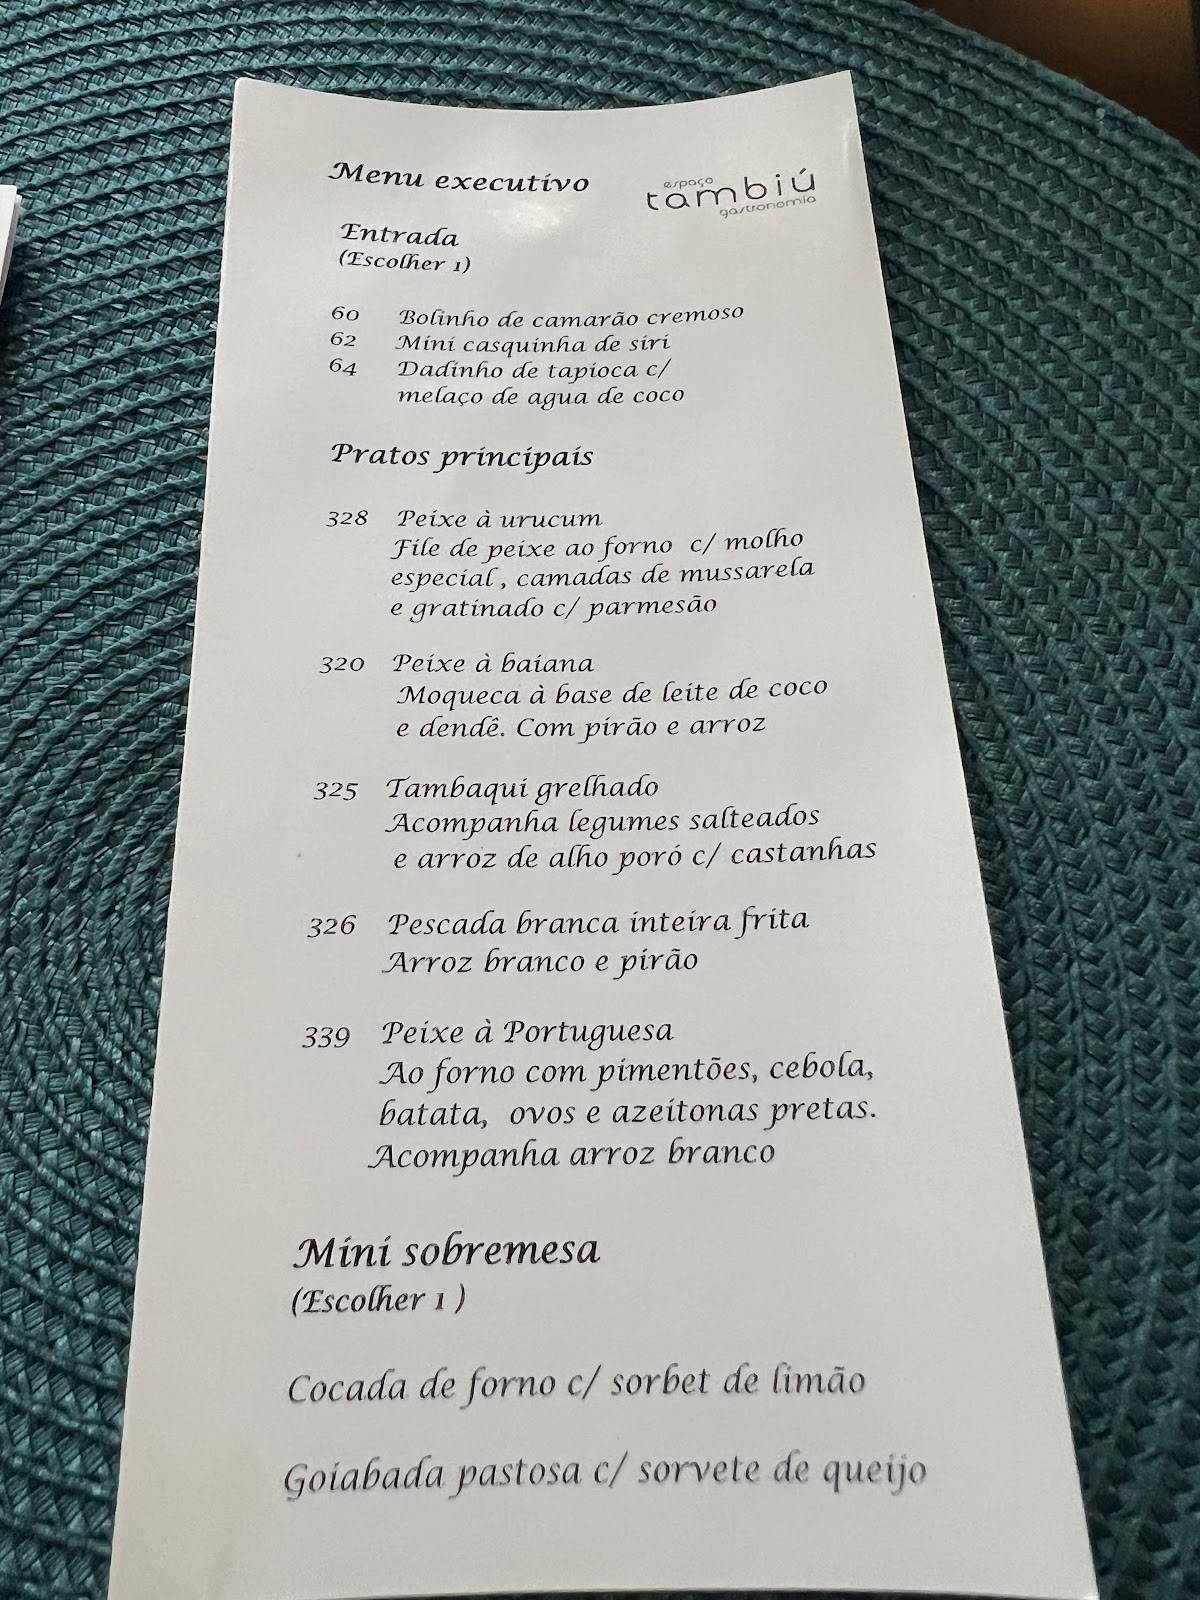 Menu executivo
espaço
tambiú
gastronomia
Entrada
(Escolher 1)
60 Bolinho de camarão cremoso
62 Mini casquinha de siri
64 Dadinho de tapioca c/
melaço de agua de coco
Pratos principais
328 Peixe à urucum
File de peixe ao forno c/ molho
especial , camadas de mussarela
e gratinado c/ parmesão
320 Peixe à baiana
Moqueca à base de leite de coco
e dendê. Com pirão e arroz
325 Tambaqui grelhado
Acompanha legumes salteados
e arroz de alho poró c/ castanhas
326 Pescada branca inteira frita
Arroz branco e pirão
339 Peixe à Portuguesa
Ao forno com pimentões, cebola,
batata, ovos e azeitonas pretas.
Acompanha arroz branco
Mini sobremesa
(Escolher 1 )
Cocada de forno c/ sorbet de limão
Goiabada pastosa c/ sorvete de queijo